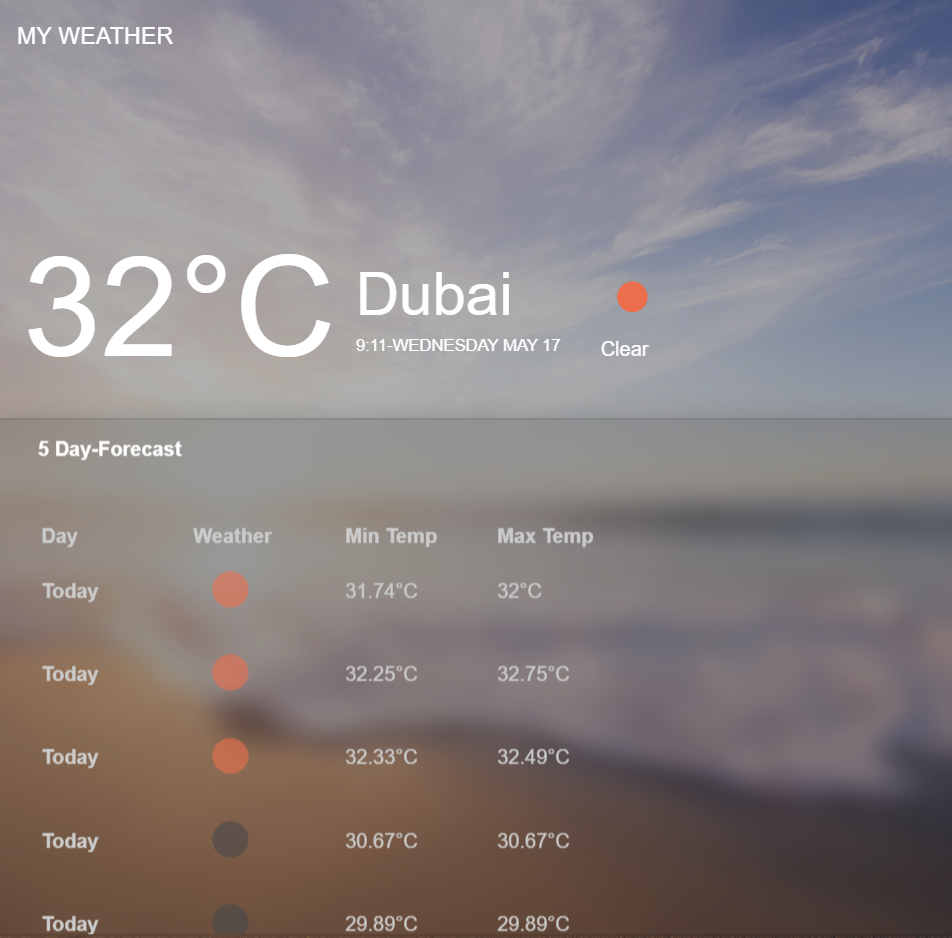 MY WEATHER
32°C
Dubai
9:11-WEDNESDAY MAY 17
Clear
5 Day-Forecast
Day Weather Min Temp Max Temp
Today 31.74°C 32°C
Today 32.25°C 32.75°C
Today 32.33°C 32.49°C
Today 30.67°C 30.67°C
Today 29.89°C 29.89°C